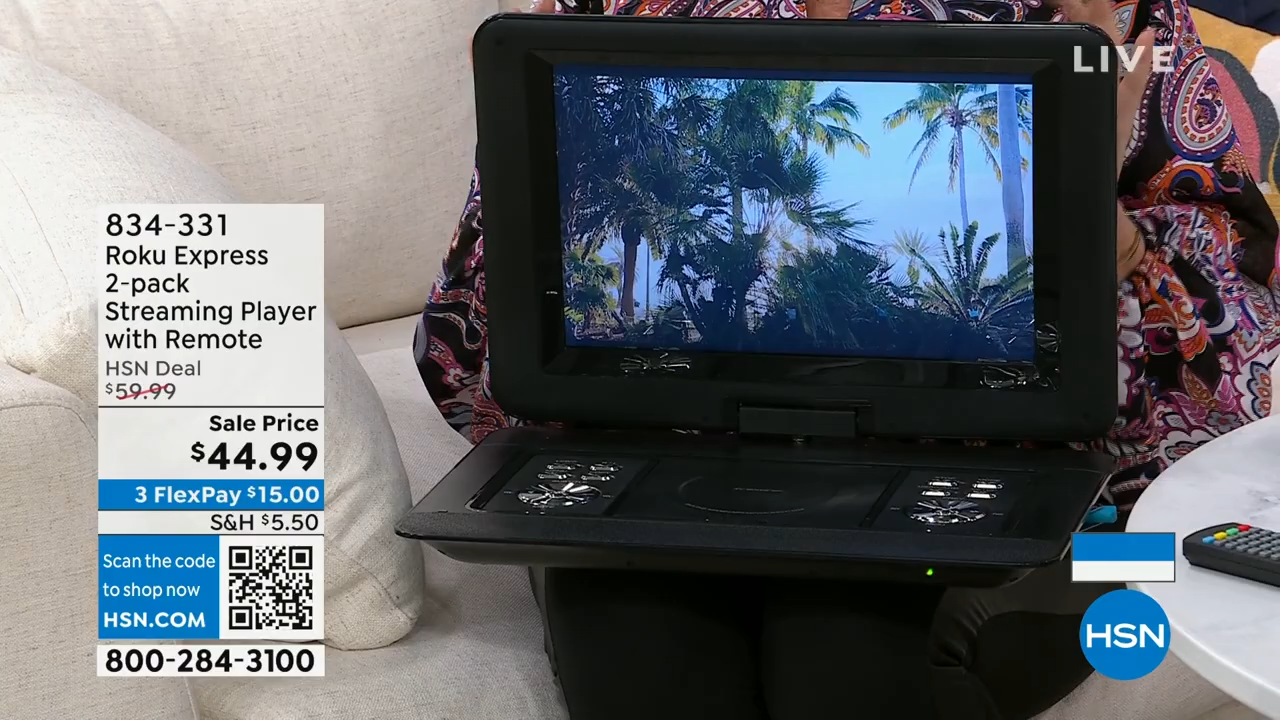 LIVE
834-331
Roku Express
2-pack
Streaming Player
with Remote
HSN Deal
$59.99
Sale Price
$44.99
3 FlexPay $15.00
S&H $5.50
Scan the code
to shop now
HSN.COM
800-284-3100
HSN